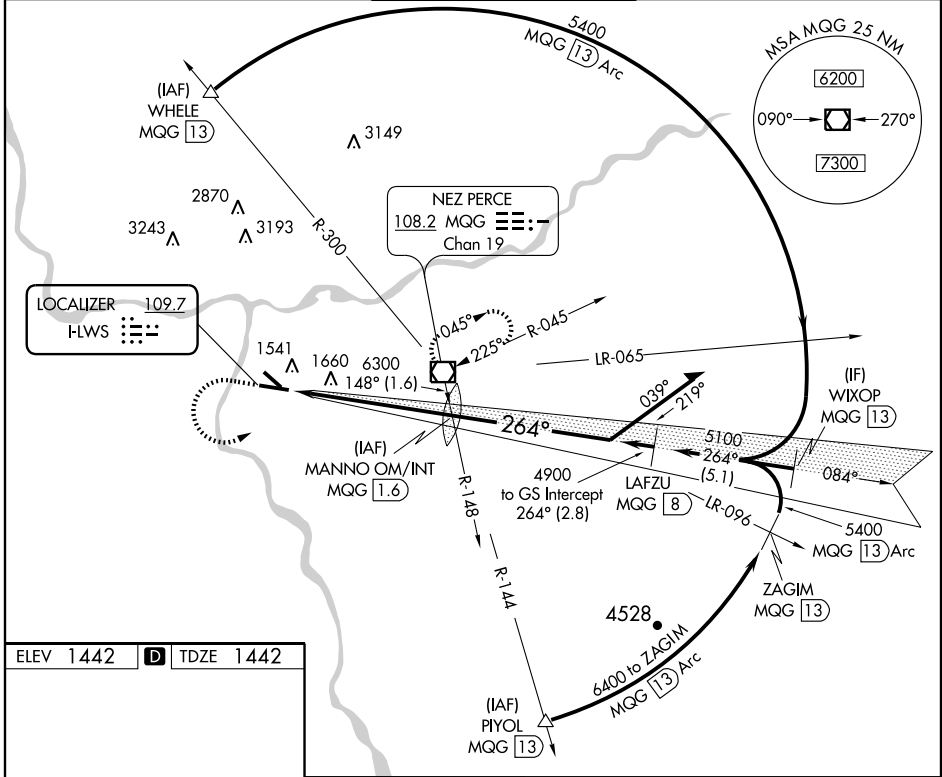 5400
MQG 13 Arc
MSA MQG 25 NM
6200
090°
270°
7300
(IAF)
WHELE
MQG 13
3149
2870
3243
3193
R-300
NEZ PERCE
108.2 MQG
Chan 19
LOCALIZER 109.7
I-LWS
045°
225°
R-045
LR-065
1541
1660
6300
148° (1.6)
039°
219°
(IF)
WIXOP
MQG 13
264°
5100
264°
(5.1)
084°
(IAF)
MANNO OM/INT
MQG 1.6
4900
to GS Intercept
264° (2.8)
LAFZU
MQG 8
LR-096
5400
MQG 13 Arc
R-148
R-144
ZAGIM
MQG 13
4528
6400 to ZAGIM
MQG 13 Arc
ELEV 1442 D TDZE 1442
(IAF)
PIYOL
MQG 13